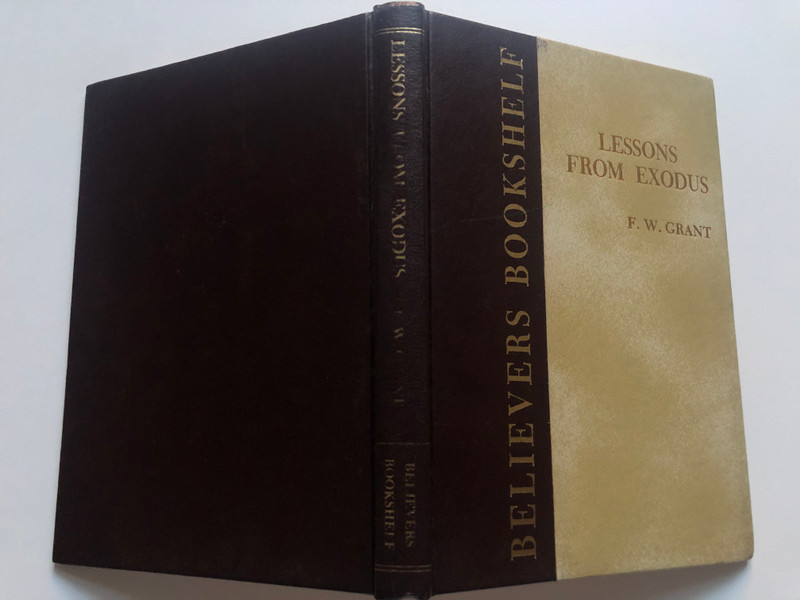 LESSONS
FROM EXODUS
F. W. GRANT
BELIEVERS BOOKSHELF
LESSONS FROM EXODUS F. W. GRANT
BELIEVERS
BOOKSHELF